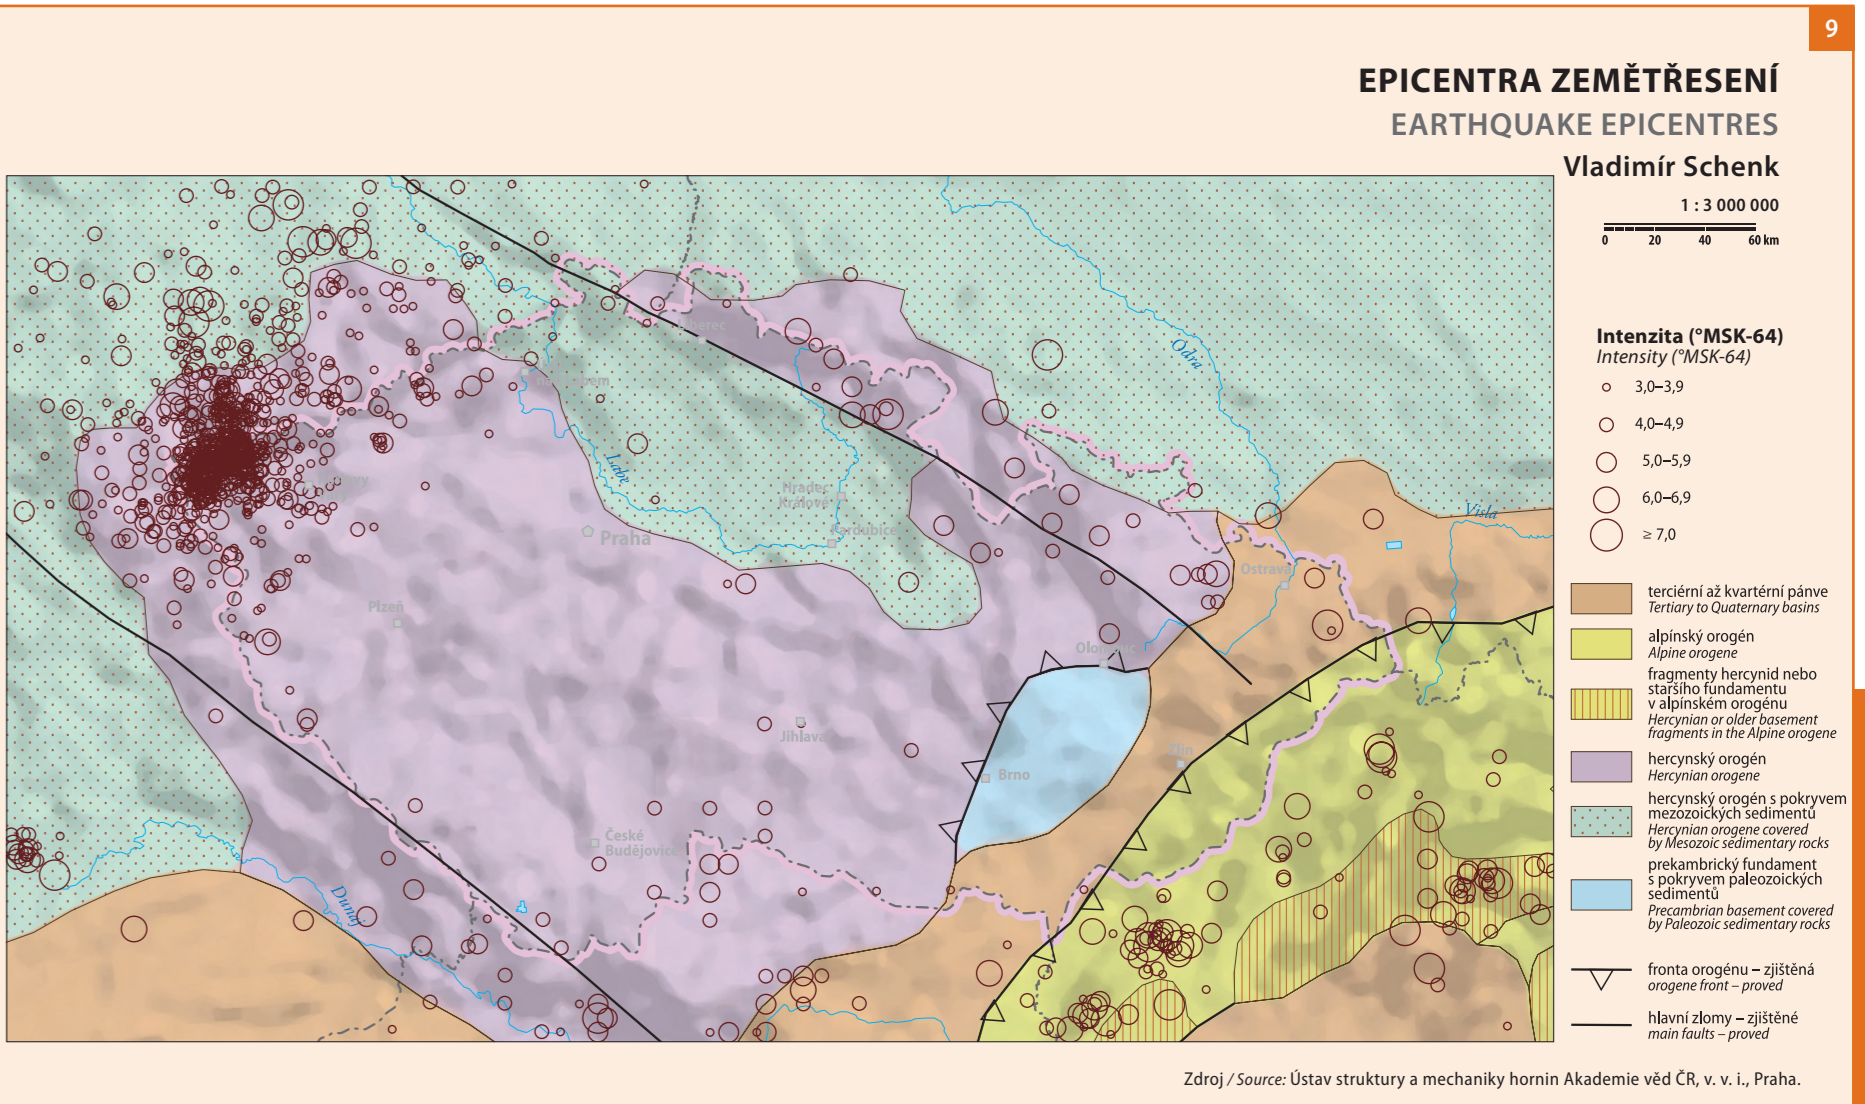 9
EPICENTRA ZEMĚTŘESENÍ
EARTHQUAKE EPICENTRES
Vladimír Schenk
1 : 3 000 000
0 20 40 60 km
Intenzita (°MSK-64)
Intensity (°MSK-64)
3,0–3,9
4,0–4,9
5,0–5,9
6,0–6,9
≥ 7,0
terciérní až kvartérní pánve
Tertiary to Quaternary basins
alpínský orogén
Alpine orogene
fragmenty hercynid nebo
staršího fundamentu
v alpínském orogénu
Hercynian or older basement
fragments in the Alpine orogene
hercynský orogén
Hercynian orogene
hercynský orogén s pokryvem
mezozoických sedimentů
Hercynian orogene covered
by Mesozoic sedimentary rocks
prekambrický fundament
s pokryvem paleozoických
sedimentů
Precambrian basement covered
by Paleozoic sedimentary rocks
fronta orogénu – zjištěná
orogene front – proved
hlavní zlomy – zjištěné
main faults – proved
Odra
Labe
Visla
Hradec
Králové
Pardubice
Praha
Ostrava
Plzeň
Olomouc
Jihlava
Zlín
Brno
České
Budějovice
Dunaj
Zdroj / Source: Ústav struktury a mechaniky hornin Akademie věd ČR, v. v. i., Praha.